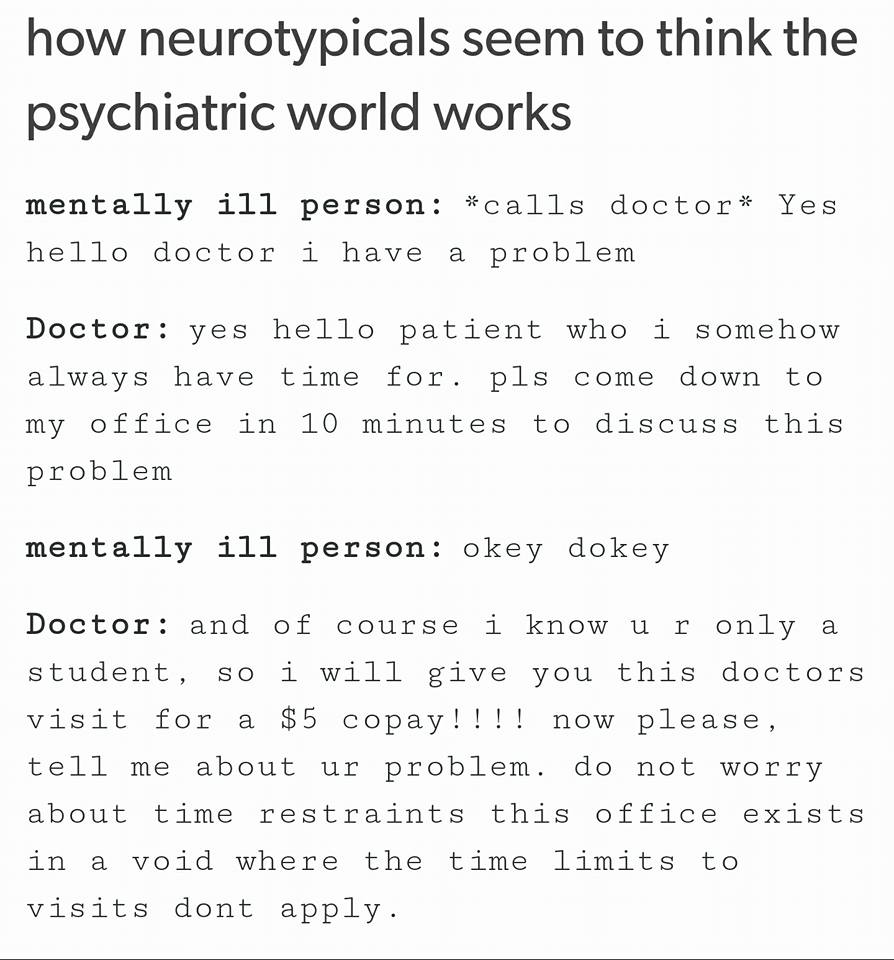 how neurotypicals seem to think the
psychiatric world works
mentally ill person: *calls doctor* Yes
hello doctor i have a problem
Doctor: yes hello patient who i somehow
always have time for. pls come down to
my office in 10 minutes to discuss this
problem
mentally ill person: okey dokey
Doctor: and of course i know u r only a
student, so i will give you this doctors
visit for a $5 copay!!!! now please,
tell me about ur problem. do not worry
about time restraints this office exists
in a void where the time limits to
visits dont apply.